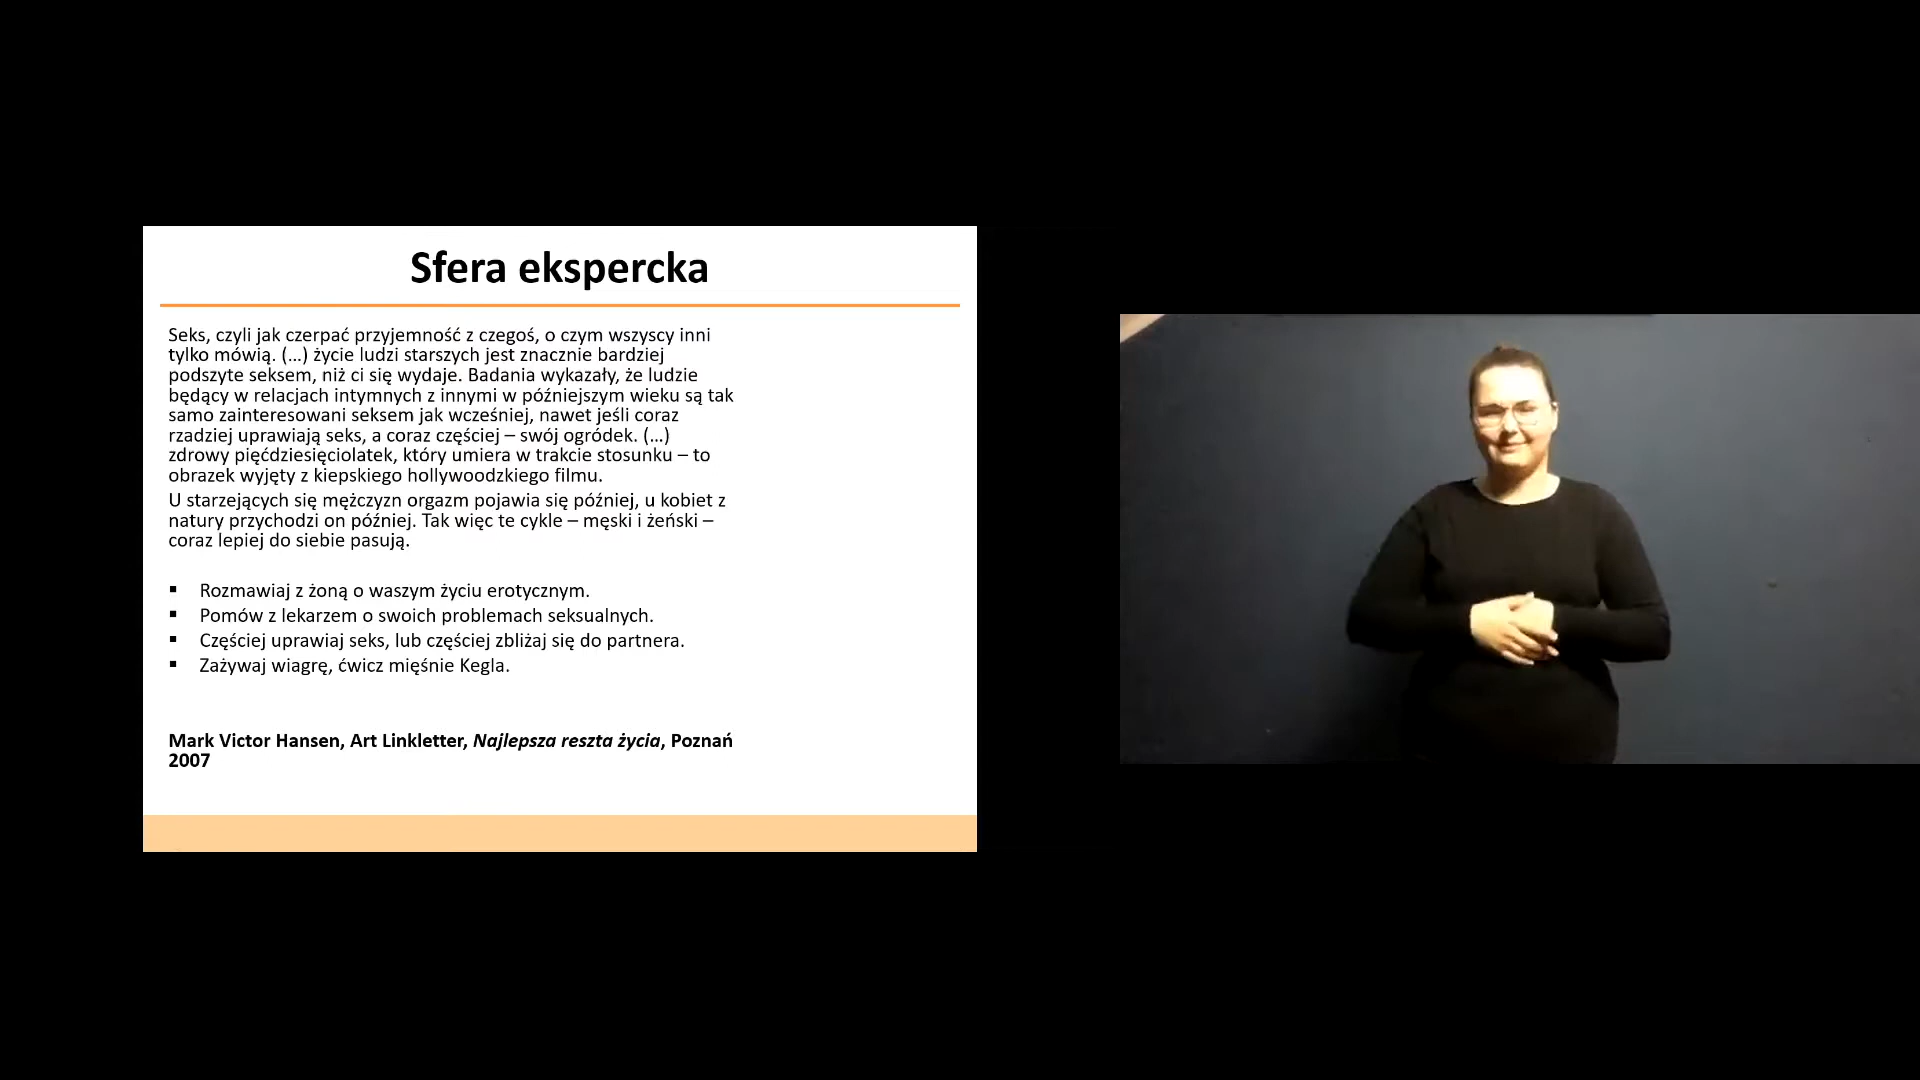 Sfera ekspercka
Seks, czyli jak czerpać przyjemność z czegoś, o czym wszyscy inni
tylko mówią. (...) życie ludzi starszych jest znacznie bardziej
podszyte seksem, niż ci się wydaje. Badania wykazały, że ludzie
będący w relacjach intymnych z innymi w późniejszym wieku są tak
samo zainteresowani seksem jak wcześniej, nawet jeśli coraz
rzadziej uprawiają seks, a coraz częściej – swój ogródek. (...)
zdrowy pięćdziesięciolatek, który umiera w trakcie stosunku – to
obrazek wyjęty z kiepskiego hollywoodzkiego filmu.
U starzejących się mężczyzn orgazm pojawia się później, u kobiet z
natury przychodzi on później. Tak więc te cykle – męski i żeński –
coraz lepiej do siebie pasują.
▪ Rozmawiaj z żoną o waszym życiu erotycznym.
▪ Pomów z lekarzem o swoich problemach seksualnych.
▪ Częściej uprawiaj seks, lub częściej zbliżaj się do partnera.
▪ Zażywaj wiagrę, ćwicz mięśnie Kegla.
Mark Victor Hansen, Art Linkletter, Najlepsza reszta życia, Poznań
2007